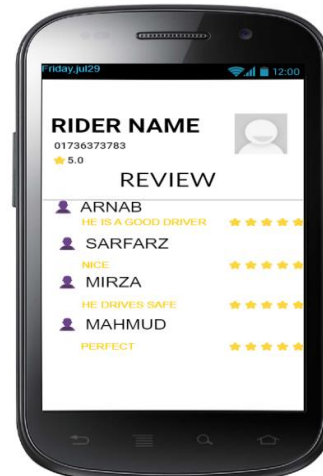 Friday,jul29 12:00
RIDER NAME
01736373783
5.0
REVIEW
ARNAB
HE IS A GOOD DRIVER
SARFARZ
NICE
MIRZA
HE DRIVES SAFE
MAHMUD
PERFECT